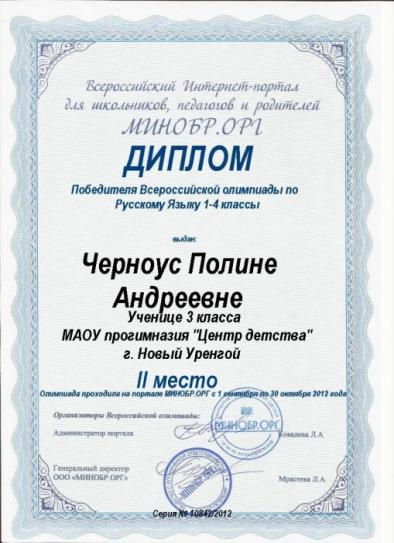 Всероссийский Интернет-портал
для школьников, педагогов и родителей
МИНОБР.ОРГ
ДИПЛОМ
Победителя Всероссийской олимпиады по
Русскому Языку 1-4 классы
выдан:
Черноус Полине
Андреевне
Ученице 3 класса
МАОУ прогимназия "Центр детства"
г. Новый Уренгой
II место
Олимпиада проходила на портале МИНОБР.ОРГ с 1 сентября по 30 октября 2012 года
Организаторы Всероссийской олимпиады:
Администратор портала
Ковалева Л.А.
МИНОБР.ОРГ
Генеральный директор
ООО «МИНОБР.ОРГ»
Мрастева Л.А.
Серия № 10842/2012